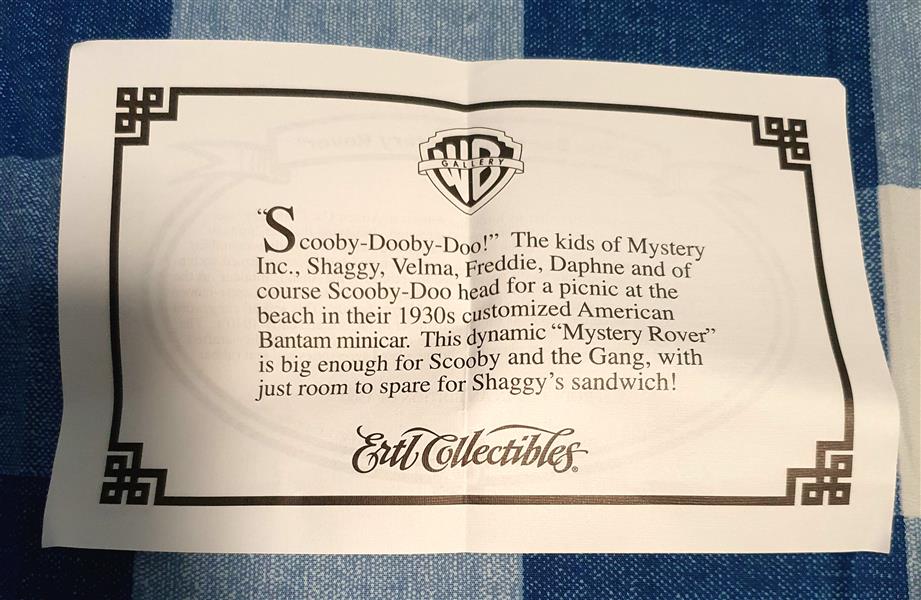 WB
GALLERY
“Scooby-Dooby-Doo!” The kids of Mystery
Inc., Shaggy, Velma, Freddie, Daphne and of
course Scooby-Doo head for a picnic at the
beach in their 1930s customized American
Bantam minicar. This dynamic “Mystery Rover”
is big enough for Scooby and the Gang, with
just room to spare for Shaggy’s sandwich!
Ertl Collectibles®